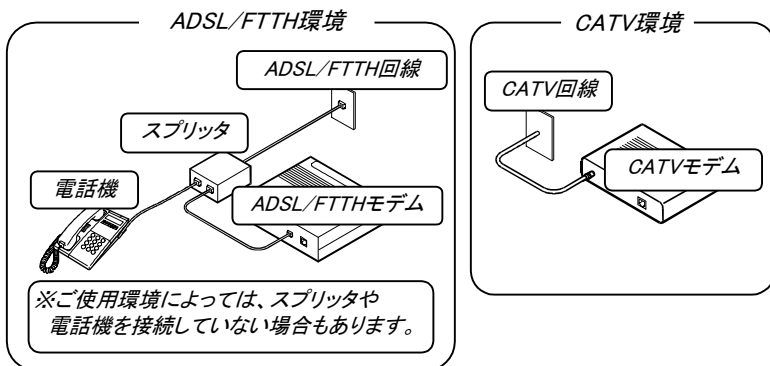 ADSL/FTTH環境
ADSL/FTTH回線
スプリッタ
電話機
ADSL/FTTHモデム
※ご使用環境によっては、スプリッタや
電話機を接続していない場合もあります。
CATV環境
CATV回線
CATVモデム